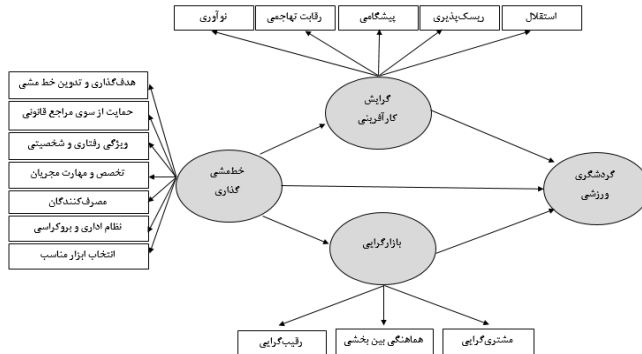 استقلال
ریسک‌پذیری
پیشگامی
رقابت تهاجمی
نوآوری
هدف‌گذاری و تدوین خط مشی
حمایت از سوی مراجع قانونی
ویژگی رفتاری و شخصیتی
تخصص و مهارت مجریان
مصرف‌کنندگان
نظام اداری و بروکراسی
انتخاب ابزار مناسب
گرایش
کارآفرینی
خط‌مشی
گذاری
گردشگری
ورزشی
بازارگرایی
مشتری‌گرایی
هماهنگی بین بخشی
رقیب‌گرایی